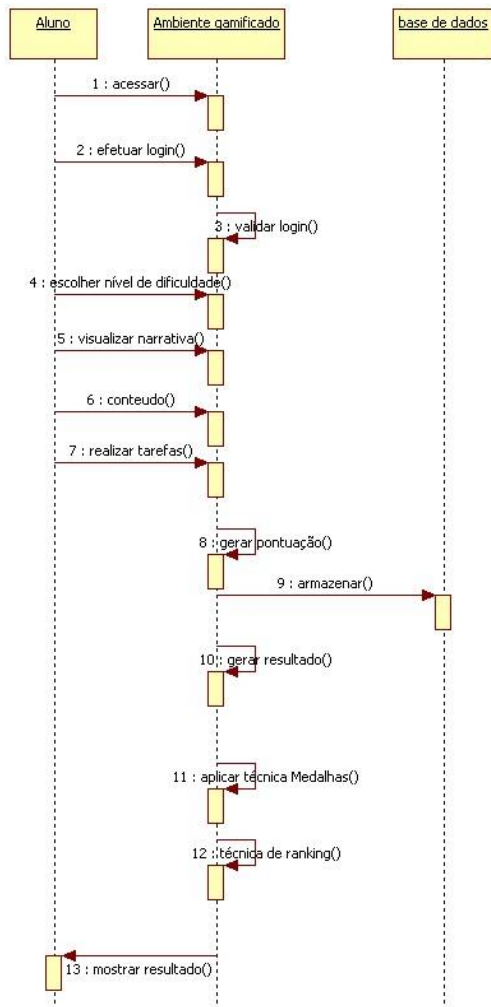 Aluno
Ambiente gamificado
base de dados
1 : acessar()
2 : efetuar login()
3 : validar login()
4 : escolher nível de dificuldade()
5 : visualizar narrativa()
6 : conteudo()
7 : realizar tarefas()
8 : gerar pontuação()
9 : armazenar()
10 : gerar resultado()
11 : aplicar técnica Medalhas()
12 : técnica de ranking()
13 : mostrar resultado()